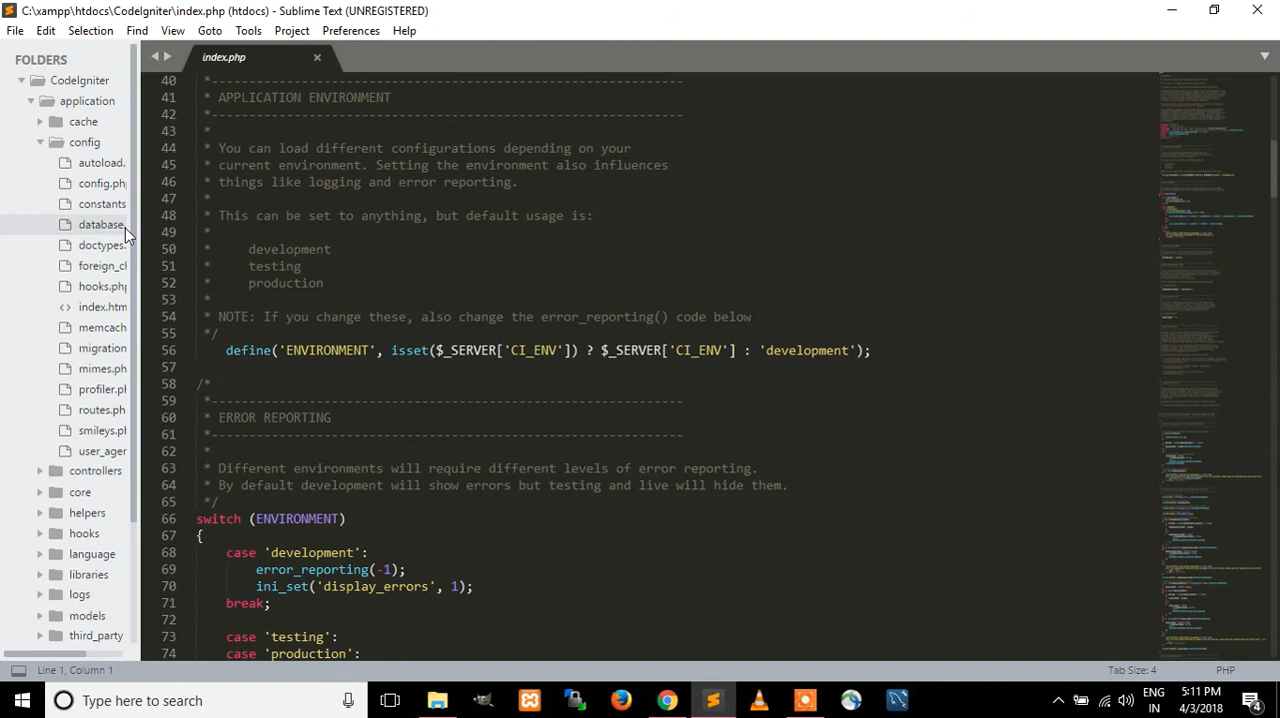 C:\xampp\htdocs\CodeIgniter\index.php (htdocs) - Sublime Text (UNREGISTERED)
File Edit Selection Find View Goto Tools Project Preferences Help
FOLDERS
CodeIgniter
application
cache
config
autoload.
config.ph
constants
database.
doctypes.
foreign_cl
hooks.php
index.htm
memcach
migration
mimes.ph
profiler.ph
routes.ph
smileys.ph
user_ager
controllers
core
helpers
hooks
language
libraries
logs
models
third_party
index.php
40 *---------------------------------------------------------------
41 * APPLICATION ENVIRONMENT
42 *---------------------------------------------------------------
43 *
44 * You can load different configurations depending on your
45 * current environment. Setting the environment also influences
46 * things like logging and error reporting.
47 *
48 * This can be set to anything, but default usage is:
49 *
50 *     development
51 *     testing
52 *     production
53 *
54 * NOTE: If you change these, also change the error_reporting() code below
55 */
56 define('ENVIRONMENT', isset($_SERVER['CI_ENV']) ? $_SERVER['CI_ENV'] : 'development');
57
58 /*
59 *---------------------------------------------------------------
60 * ERROR REPORTING
61 *---------------------------------------------------------------
62 *
63 * Different environments will require different levels of error reporting.
64 * By default development will show errors but testing and live will hide them.
65 */
66 switch (ENVIRONMENT)
67 {
68 case 'development':
69 error_reporting(-1);
70 ini_set('display_errors', 1);
71 break;
72
73 case 'testing':
74 case 'production':
Line 1, Column 1
Tab Size: 4
PHP
Type here to search
ENG
IN
5:11 PM
4/3/2018
4